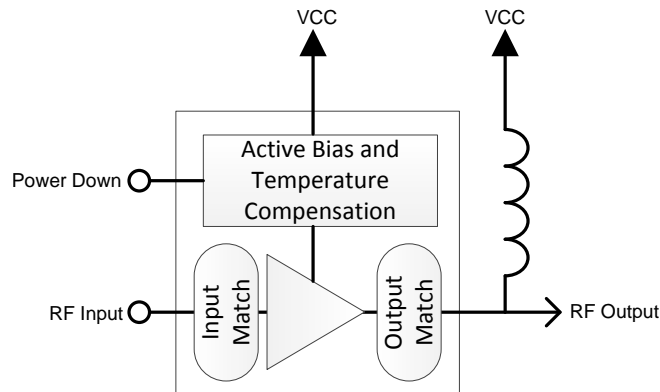 VCC
VCC
Active Bias and
Temperature
Compensation
Power Down
RF Input
Input
Match
Output
Match
RF Output